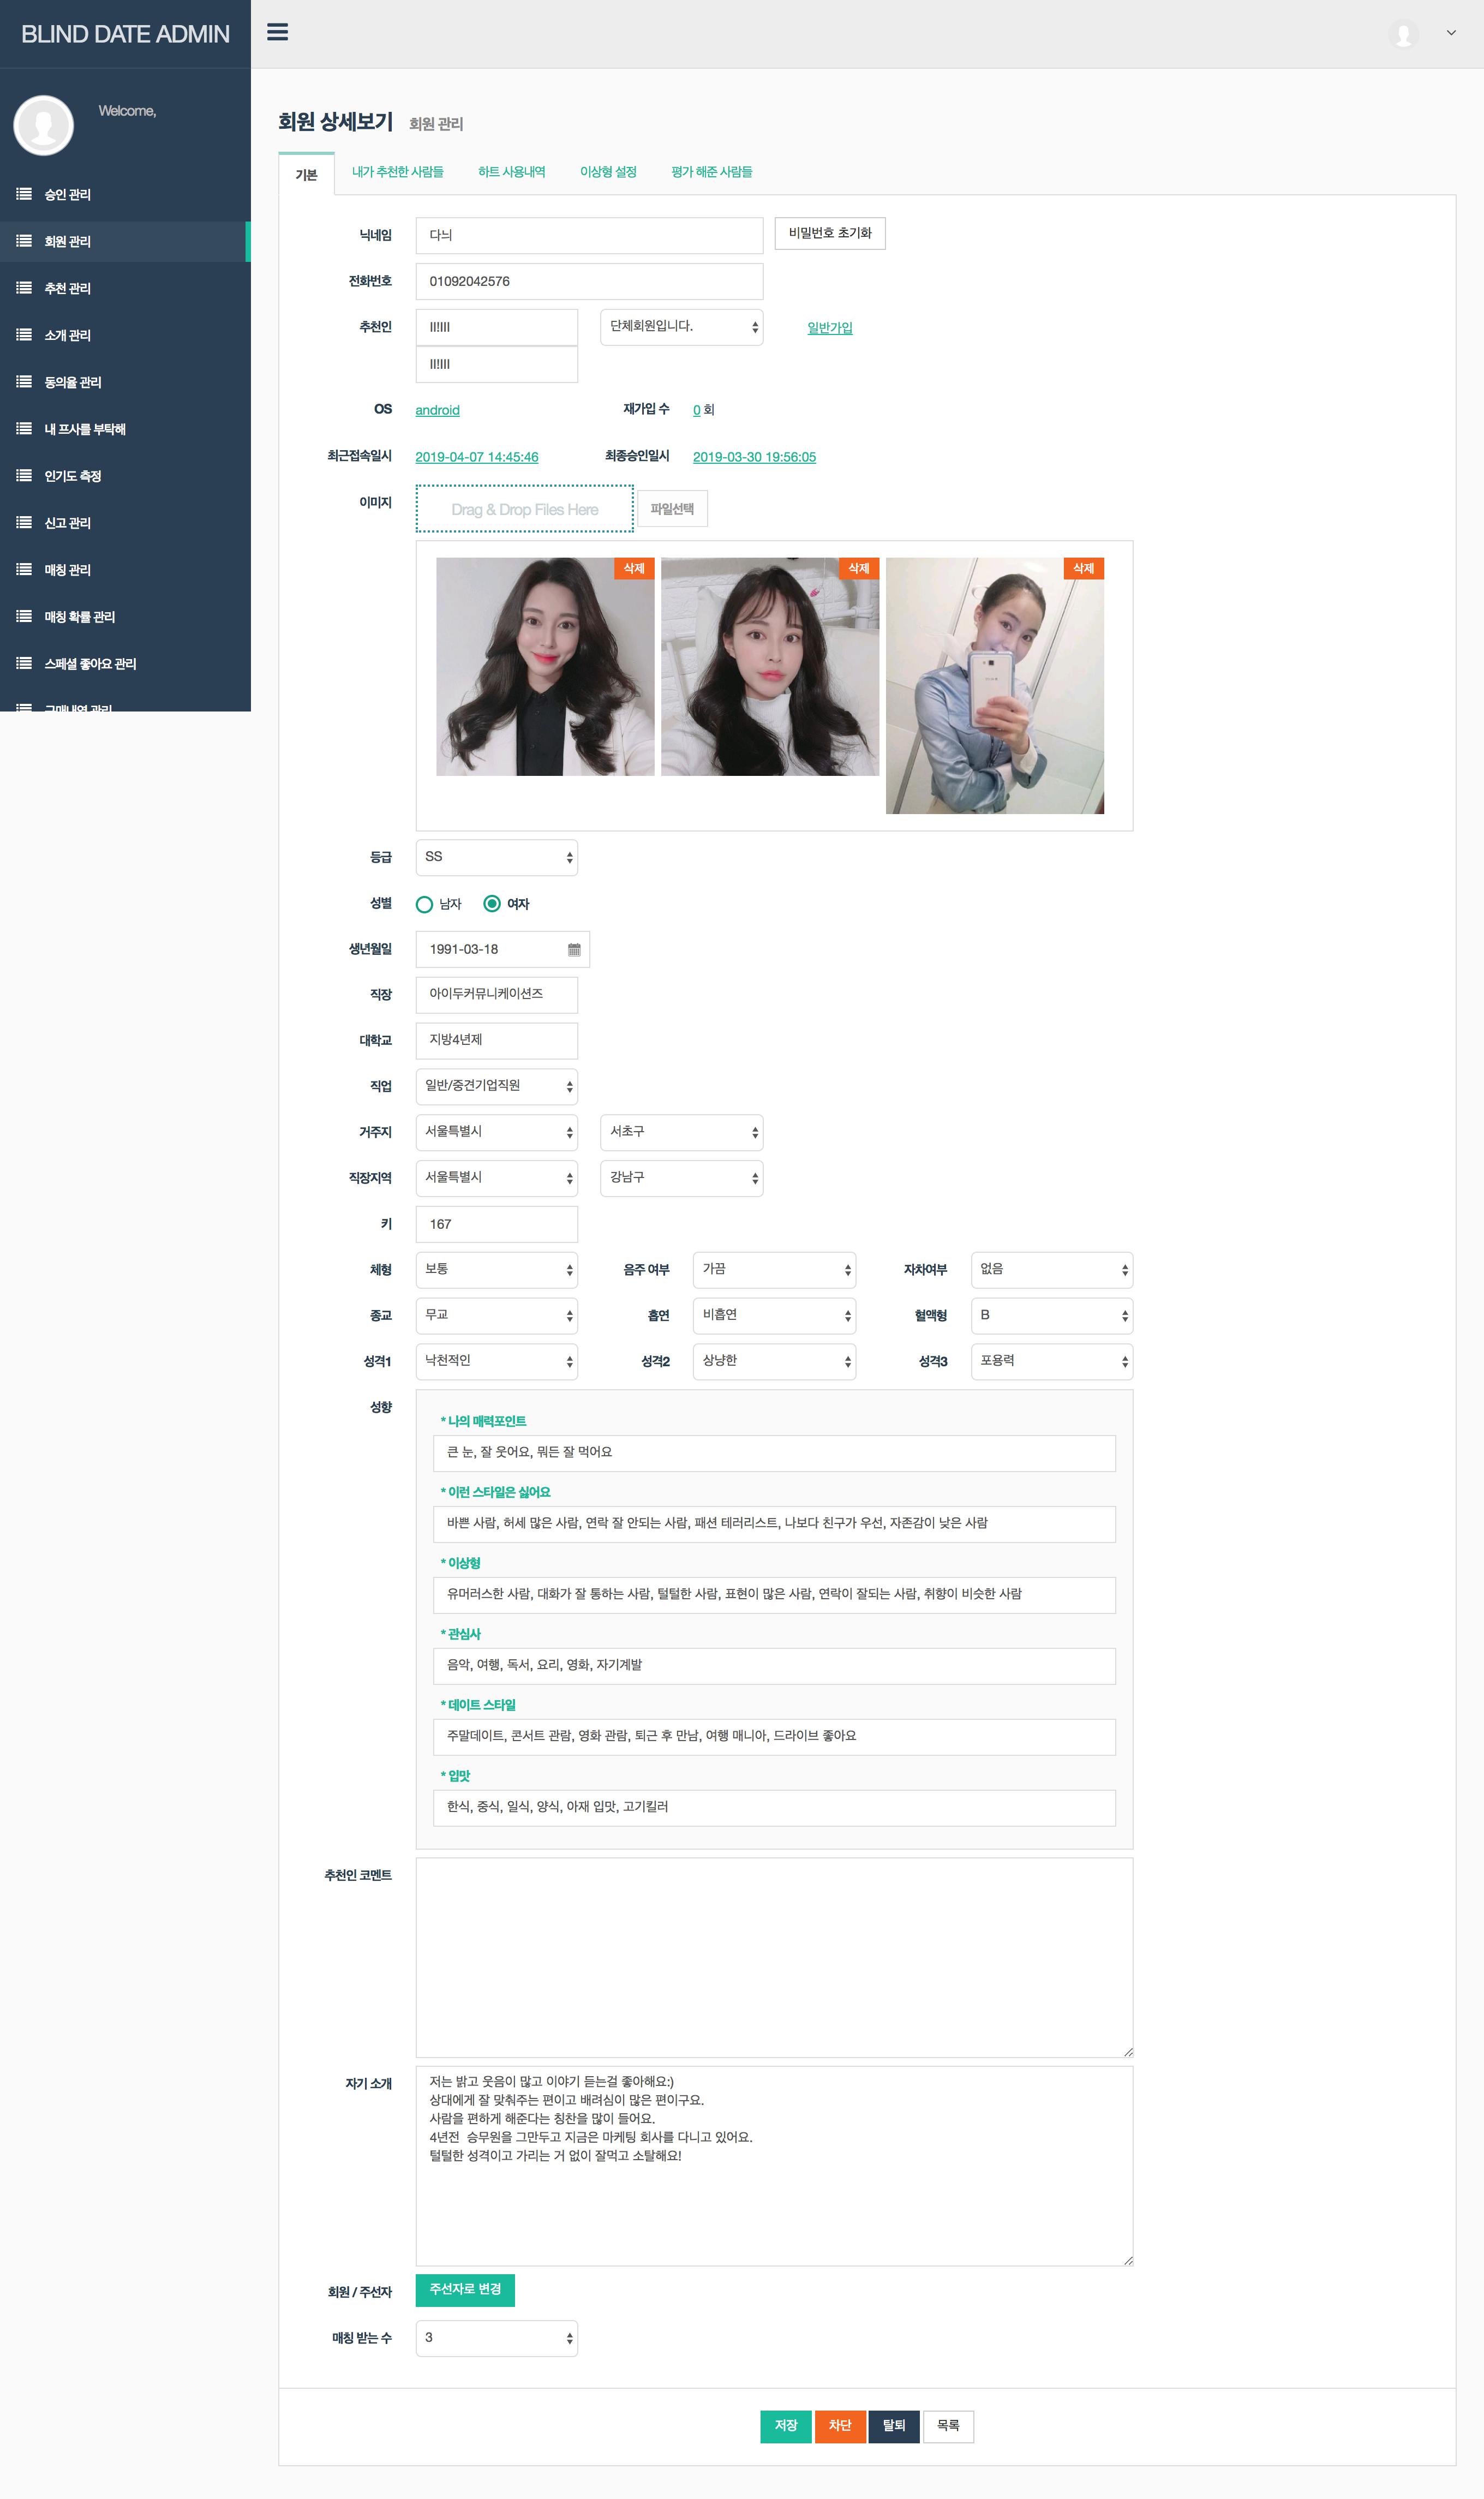 BLIND DATE ADMIN
Welcome,
승인 관리
회원 관리
추천 관리
소개 관리
동의율 관리
내 프사를 부탁해
인기도 측정
신고 관리
매칭 관리
매칭 확률 관리
스페셜 좋아요 관리
구매내역 관리
회원 상세보기 회원 관리
기본 내가 추천한 사람들 하트 사용내역 이상형 설정 평가 해준 사람들
닉네임 다늬 비밀번호 초기화
전화번호 01092042576
추천인 II!III 단체회원입니다. 일반가입
II!III
OS android 재가입 수 0 회
최근접속일시 2019-04-07 14:45:46 최종승인일시 2019-03-30 19:56:05
이미지 Drag & Drop Files Here 파일선택
삭제 삭제 삭제
등급 SS
성별 남자 여자
생년월일 1991-03-18
직장 아이두커뮤니케이션즈
대학교 지방4년제
직업 일반/중견기업직원
거주지 서울특별시 서초구
직장지역 서울특별시 강남구
키 167
체형 보통 음주 여부 가끔 자차여부 없음
종교 무교 흡연 비흡연 혈액형 B
성격1 낙천적인 성격2 상냥한 성격3 포용력
성향
* 나의 매력포인트
큰 눈, 잘 웃어요, 뭐든 잘 먹어요
* 이런 스타일은 싫어요
바쁜 사람, 허세 많은 사람, 연락 잘 안되는 사람, 패션 테러리스트, 나보다 친구가 우선, 자존감이 낮은 사람
* 이상형
유머러스한 사람, 대화가 잘 통하는 사람, 털털한 사람, 표현이 많은 사람, 연락이 잘되는 사람, 취향이 비슷한 사람
* 관심사
음악, 여행, 독서, 요리, 영화, 자기계발
* 데이트 스타일
주말데이트, 콘서트 관람, 영화 관람, 퇴근 후 만남, 여행 매니아, 드라이브 좋아요
* 입맛
한식, 중식, 일식, 양식, 아재 입맛, 고기킬러
추천인 코멘트
자기 소개
저는 밝고 웃음이 많고 이야기 듣는걸 좋아해요:)
상대에게 잘 맞춰주는 편이고 배려심이 많은 편이구요.
사람을 편하게 해준다는 칭찬을 많이 들어요.
4년전 승무원을 그만두고 지금은 마케팅 회사를 다니고 있어요.
털털한 성격이고 가리는 거 없이 잘먹고 소탈해요!
회원 / 주선자 주선자로 변경
매칭 받는 수 3
저장 차단 탈퇴 목록